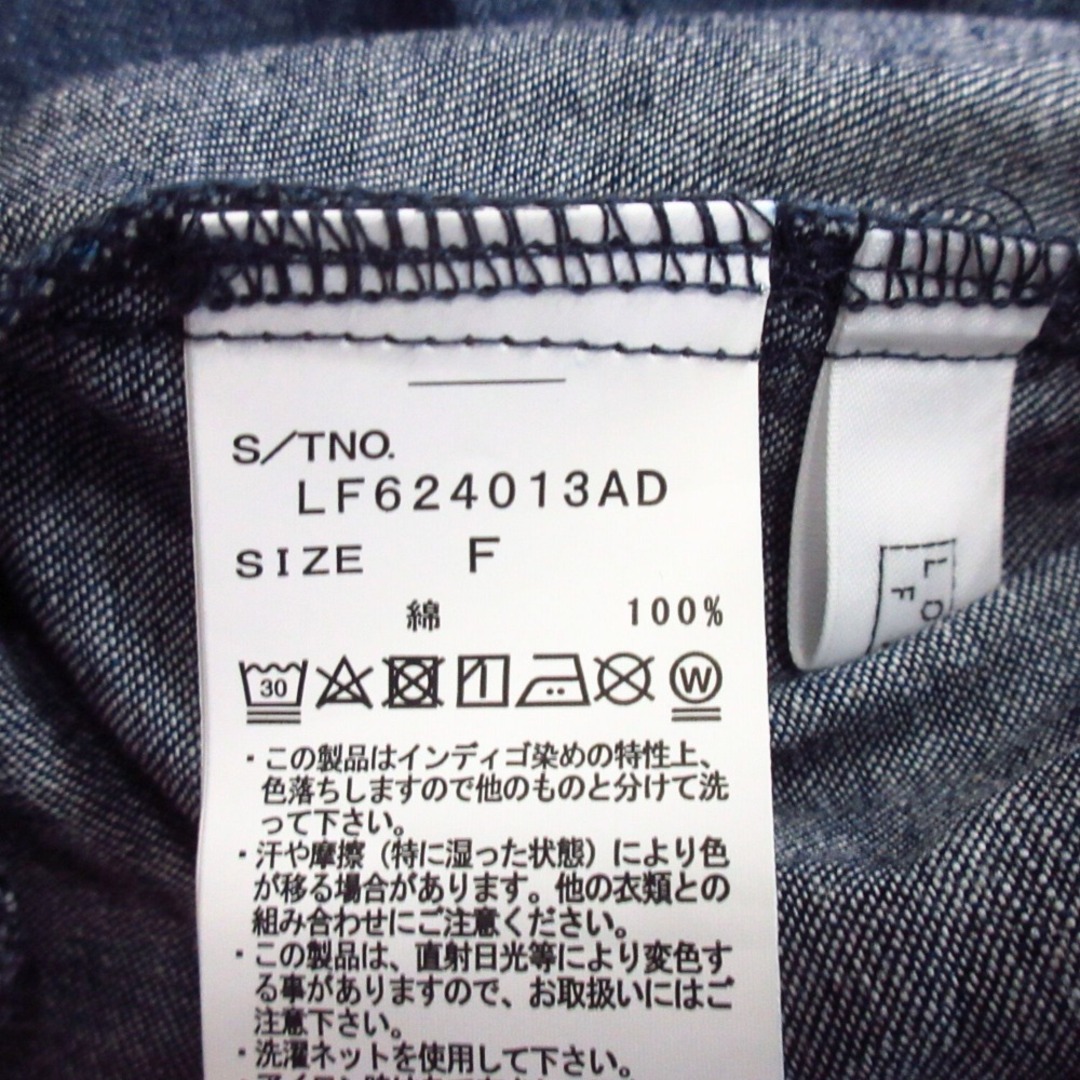 S/TNO.
LF624013AD
SIZE F
綿 100%
30
W
・この製品はインディゴ染めの特性上、
色落ちしますので他のものと分けて洗
って下さい。
・汗や摩擦（特に湿った状態）により色
が移る場合があります。他の衣類との
組み合わせにご注意ください。
・この製品は、直射日光等により変色す
る事がありますので、お取扱いにはご
注意下さい。
・洗濯ネットを使用して下さい。